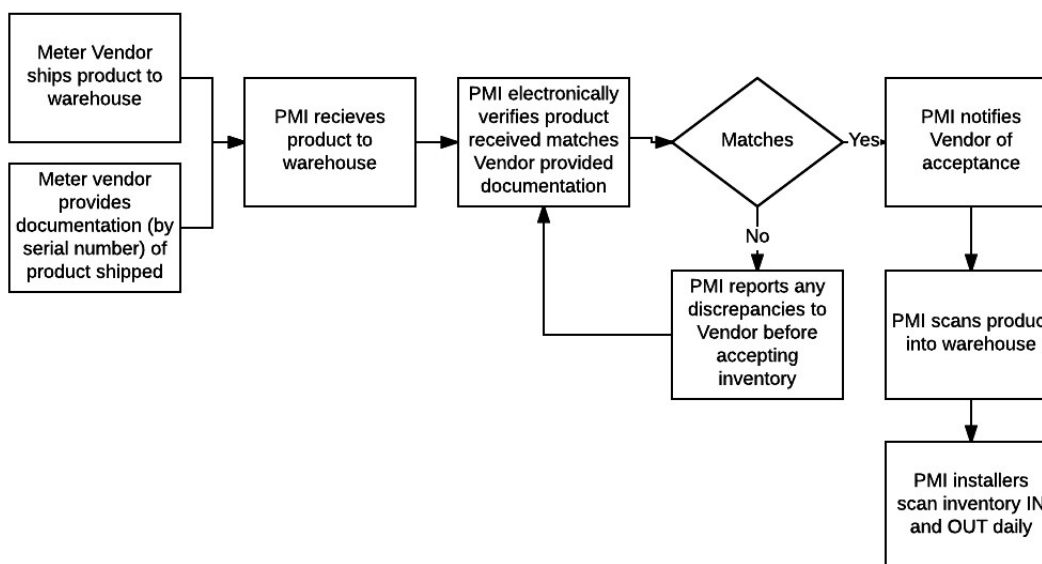 Meter Vendor
ships product to
warehouse
Meter vendor
provides
documentation (by
serial number) of
product shipped
PMI recieves
product to
warehouse
PMI electronically
verifies product
received matches
Vendor provided
documentation
Matches
Yes
No
PMI reports any
discrepancies to
Vendor before
accepting
inventory
PMI notifies
Vendor of
acceptance
PMI scans product
into warehouse
PMI installers
scan inventory IN
and OUT daily